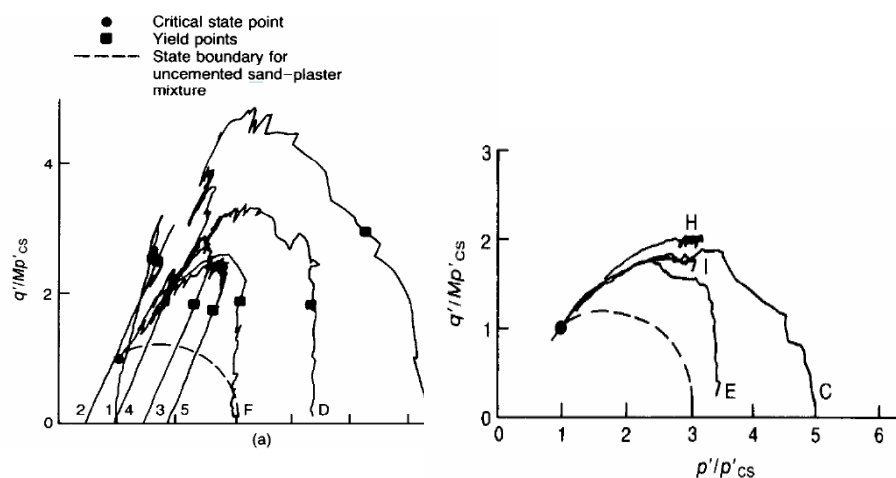 Critical state point
Yield points
State boundary for
uncemented sand–plaster
mixture
q'/Mp'cs
4
2
0
2 1 4 3 5 F D
(a)
q'/Mp'cs
3
2
1
0
H
I
E
C
0 1 2 3 4 5 6
p'/p'cs